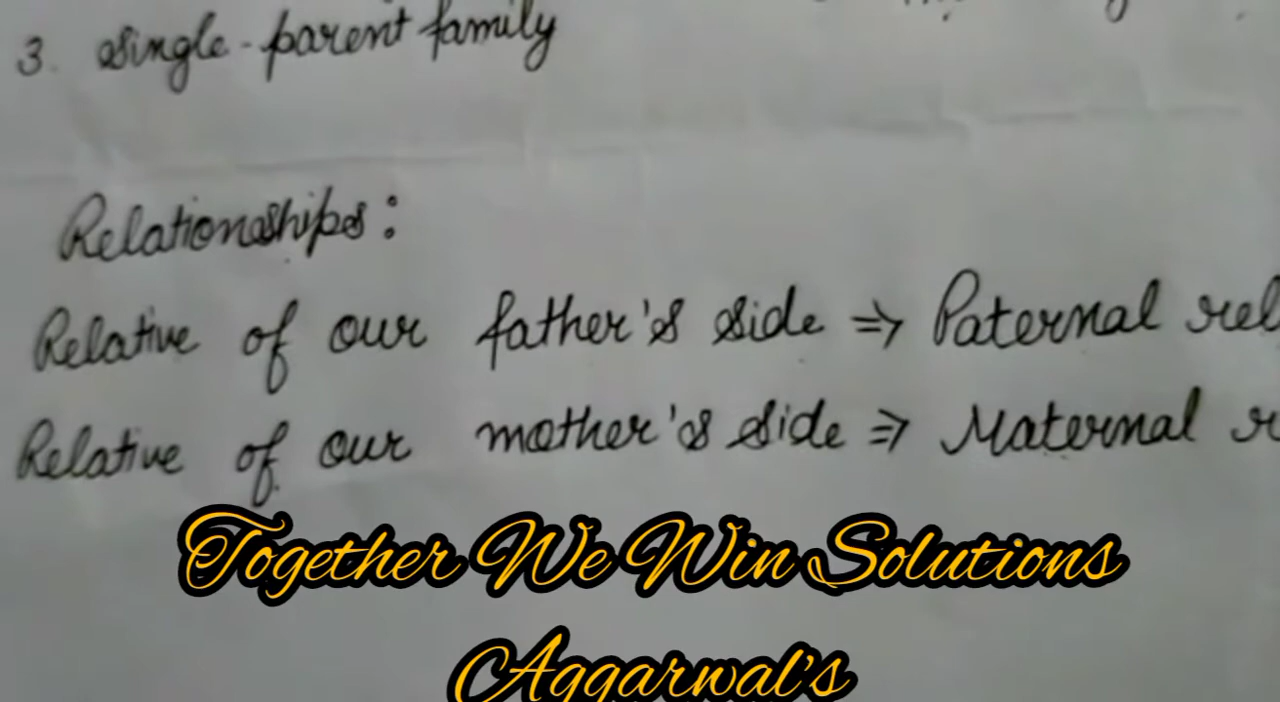 3. Single-parent family
Relationships:
Relative of our father's side ⇒ Paternal rel
Relative of our mother's side ⇒ Maternal r
Together We Win Solutions
Aggarwal's